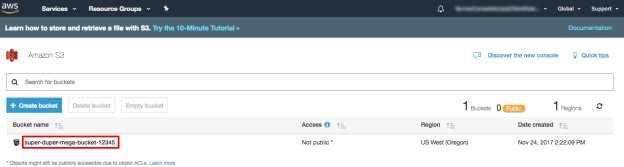 aws Services Resource Groups Global Support
Learn how to store and retrieve a file with S3. Try the 10-Minute Tutorial » Documentation
Amazon S3 Discover the new console Quick tips
Search for buckets
+ Create bucket Delete bucket Empty bucket 1 Buckets 0 Public 1 Regions
Bucket name Access Region Date created
super-duper-mega-bucket-12345 Not public * US West (Oregon) Nov 24, 2017 2:22:09 PM
* Objects might still be publicly accessible due to object ACLs. Learn more